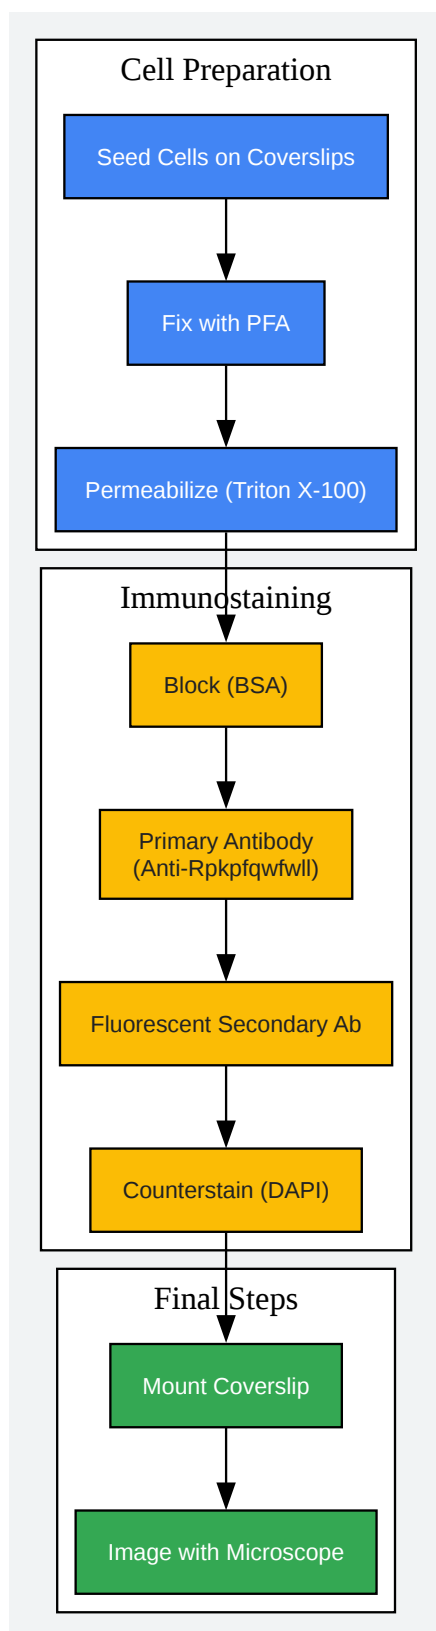 Cell Preparation
Seed Cells on Coverslips
Fix with PFA
Permeabilize (Triton X-100)
Immunostaining
Block (BSA)
Primary Antibody
(Anti-Rpkpfqwfwll)
Fluorescent Secondary Ab
Counterstain (DAPI)
Final Steps
Mount Coverslip
Image with Microscope